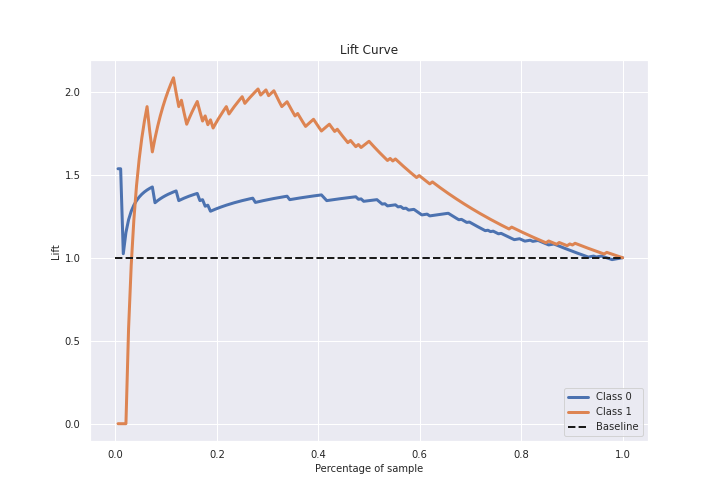 Lift Curve
Lift
2.0
1.5
1.0
0.5
0.0
0.0 0.2 0.4 0.6 0.8 1.0
Percentage of sample
Class 0
Class 1
Baseline